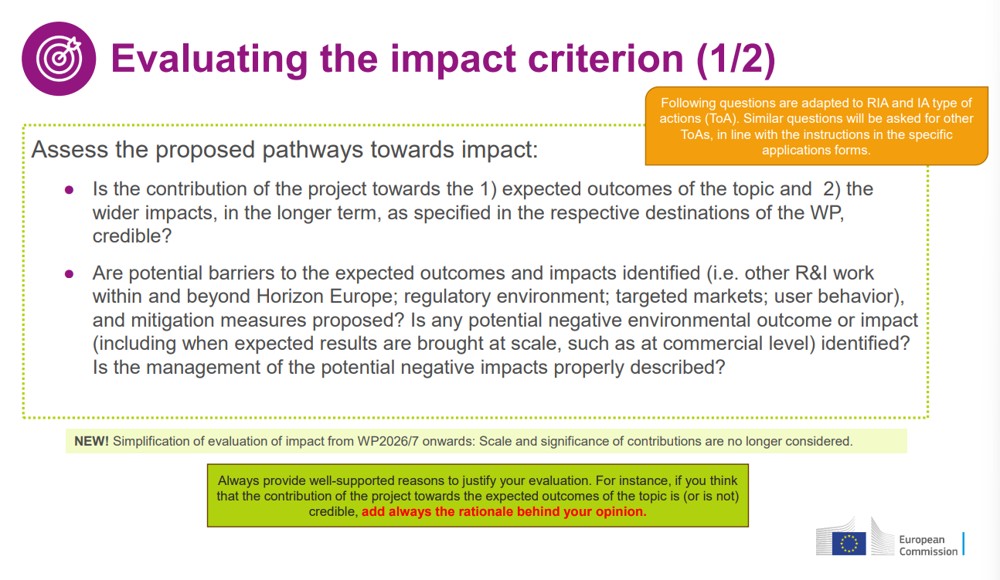 Evaluating the impact criterion (1/2)
Following questions are adapted to RIA and IA type of
actions (ToA). Similar questions will be asked for other
ToAs, in line with the instructions in the specific
applications forms.
Assess the proposed pathways towards impact:
● Is the contribution of the project towards the 1) expected outcomes of the topic and  2) the
wider impacts, in the longer term, as specified in the respective destinations of the WP,
credible?
● Are potential barriers to the expected outcomes and impacts identified (i.e. other R&I work
within and beyond Horizon Europe; regulatory environment; targeted markets; user behavior),
and mitigation measures proposed? Is any potential negative environmental outcome or impact
(including when expected results are brought at scale, such as at commercial level) identified?
Is the management of the potential negative impacts properly described?
NEW! Simplification of evaluation of impact from WP2026/7 onwards: Scale and significance of contributions are no longer considered.
Always provide well-supported reasons to justify your evaluation. For instance, if you think
that the contribution of the project towards the expected outcomes of the topic is (or is not)
credible, add always the rationale behind your opinion.
European
Commission